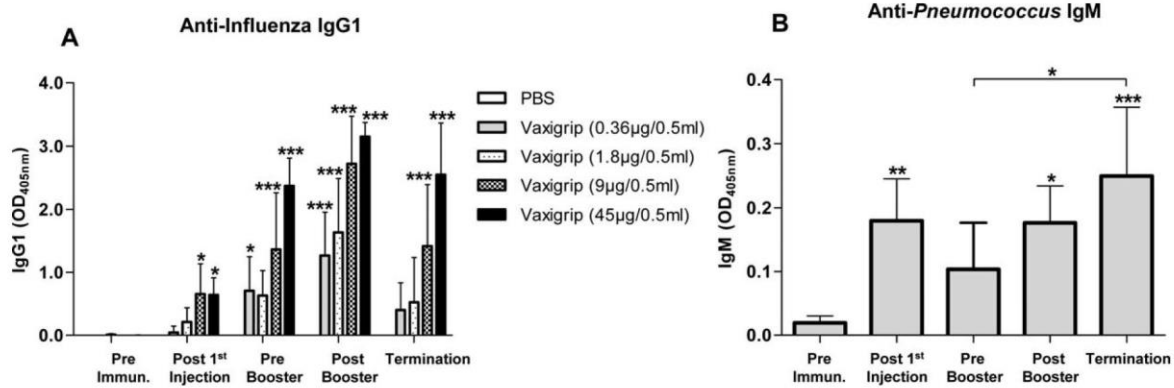 A
Anti-Influenza IgG1
IgG1 (OD405nm)
4.0
3.0
2.0
1.0
0.0
* * * *** *** *** *** *** *** *** ***
Pre Immun.
Post 1st Injection
Pre Booster
Post Booster
Termination
PBS
Vaxigrip (0.36µg/0.5ml)
Vaxigrip (1.8µg/0.5ml)
Vaxigrip (9µg/0.5ml)
Vaxigrip (45µg/0.5ml)
B
Anti-Pneumococcus IgM
IgM (OD405nm)
0.4
0.3
0.2
0.1
0.0
** * *** *
Pre Immun.
Post 1st Injection
Pre Booster
Post Booster
Termination